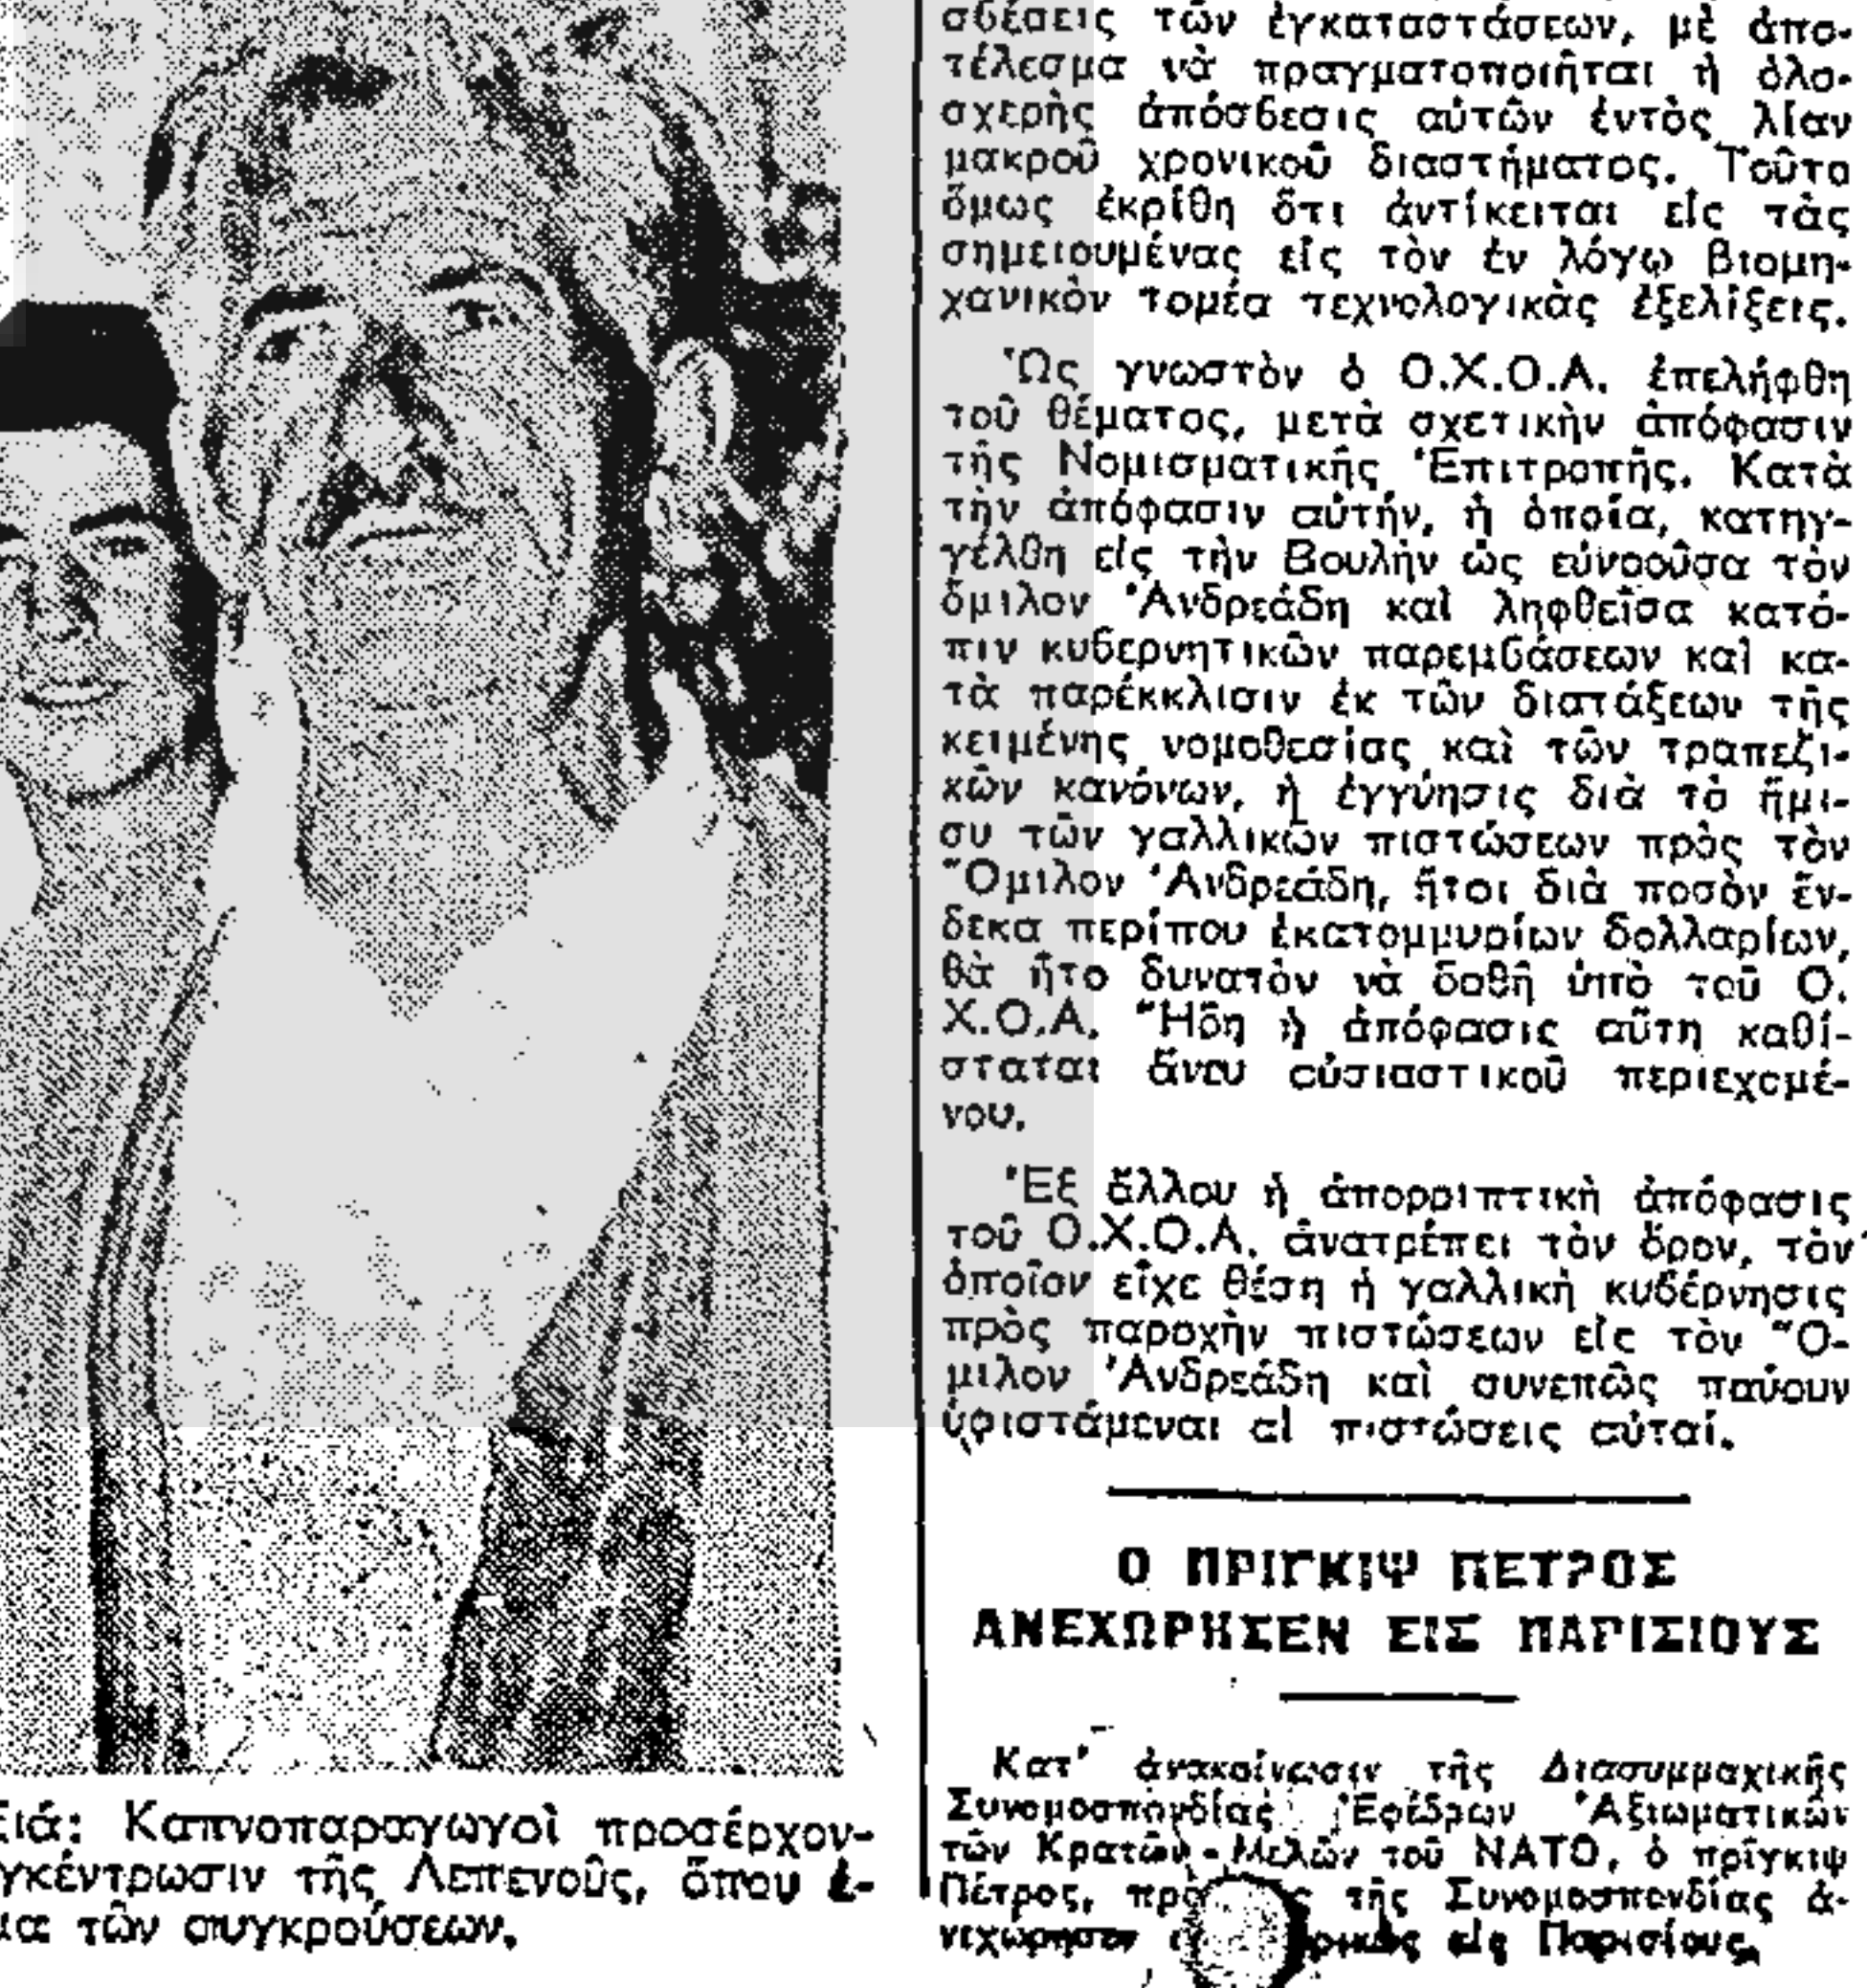 σβέσεις τῶν ἐγκαταστάσεων, μὲ ἀπο-
τέλεσμα νὰ πραγματοποιῆται ἡ ὁλο-
σχερὴς ἀπόσβεσις αὐτῶν ἐντὸς λίαν
μακροῦ χρονικοῦ διαστήματος. Τοῦτο
ὅμως ἐκρίθη ὅτι ἀντίκειται εἰς τὰς
σημειουμένας εἰς τὸν ἐν λόγῳ βιομη-
χανικὸν τομέα τεχνολογικὰς ἐξελίξεις.
Ὡς γνωστὸν ὁ Ο.Χ.Ο.Α. ἐπελήφθη
τοῦ θέματος, μετὰ σχετικὴν ἀπόφασιν
τῆς Νομισματικῆς Ἐπιτροπῆς. Κατὰ
τὴν ἀπόφασιν αὐτήν, ἡ ὁποία, κατηγ-
γέλθη εἰς τὴν Βουλὴν ὡς εὐνοοῦσα τὸν
ὅμιλον Ἀνδρεάδη καὶ ληφθεῖσα κατό-
πιν κυβερνητικῶν παρεμβάσεων καὶ κα-
τὰ παρέκκλισιν ἐκ τῶν διατάξεων τῆς
κειμένης νομοθεσίας καὶ τῶν τραπεζι-
κῶν κανόνων, ἡ ἐγγύησις διὰ τὸ ἥμι-
συ τῶν γαλλικῶν πιστώσεων πρὸς τὸν
Ὅμιλον Ἀνδρεάδη, ἤτοι διὰ ποσὸν ἕν-
δεκα περίπου ἑκατομμυρίων δολλαρίων,
θὰ ἦτο δυνατὸν νὰ δοθῆ ὑπὸ τοῦ Ο.
Χ.Ο.Α. Ἤδη ἡ ἀπόφασις αὕτη καθί-
σταται ἄνευ οὐσιαστικοῦ περιεχομέ-
νου.
Ἐξ ἄλλου ἡ ἀπορριπτικὴ ἀπόφασις
τοῦ Ο.Χ.Ο.Α. ἀνατρέπει τὸν ὅρον, τὸν
ὁποῖον εἶχε θέση ἡ γαλλικὴ κυβέρνησις
πρὸς παροχὴν πιστώσεων εἰς τὸν Ὅ-
μιλον Ἀνδρεάδη καὶ συνεπῶς παύουν
ὑφιστάμεναι αἱ πιστώσεις αὐταί.
Ο ΠΡΙΓΚΙΨ ΠΕΤΡΟΣ
ΑΝΕΧΩΡΗΣΕΝ ΕΙΣ ΠΑΡΙΣΙΟΥΣ
Κατ' ἀνακοίνωσιν τῆς Διασυμμαχικῆς
Συνομοσπονδίας Ἐφέδρων Ἀξιωματικῶν
τῶν Κρατῶν - Μελῶν τοῦ ΝΑΤΟ, ὁ πρίγκιψ
Πέτρος, τῆς Συνομοσπονδίας ἀ-
νεχώρησεν εἰς Παρισίους.
ξιά: Καπνοπαραγωγοὶ προσέρχον-
γκέντρωσιν τῆς Λεπενοῦς, ὅπου ἐ-
μα τῶν συγκρούσεων.